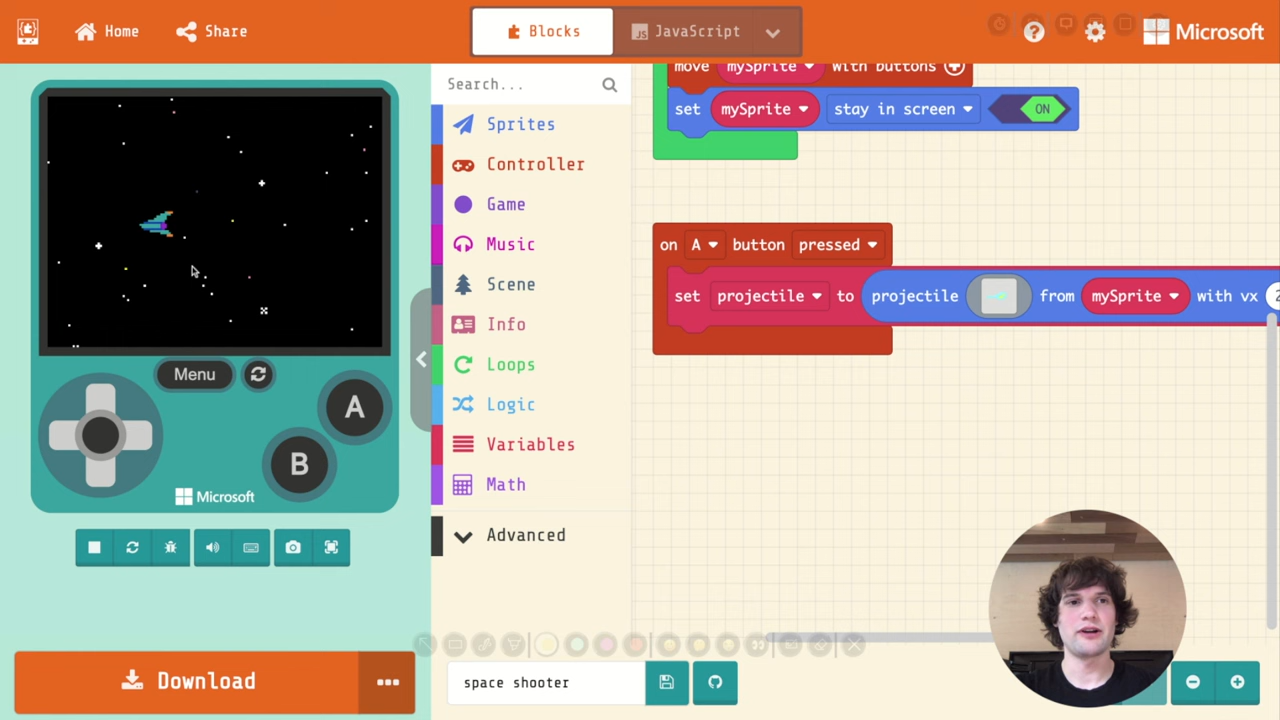 Home
Share
Blocks
JS JavaScript
?
Microsoft
Search...
Sprites
Controller
Game
Music
Scene
Info
Loops
Logic
Variables
Math
Advanced
move mySprite with buttons +
set mySprite stay in screen ON
on A button pressed
set projectile to projectile from mySprite with vx
Menu
A
B
Microsoft
Download
space shooter